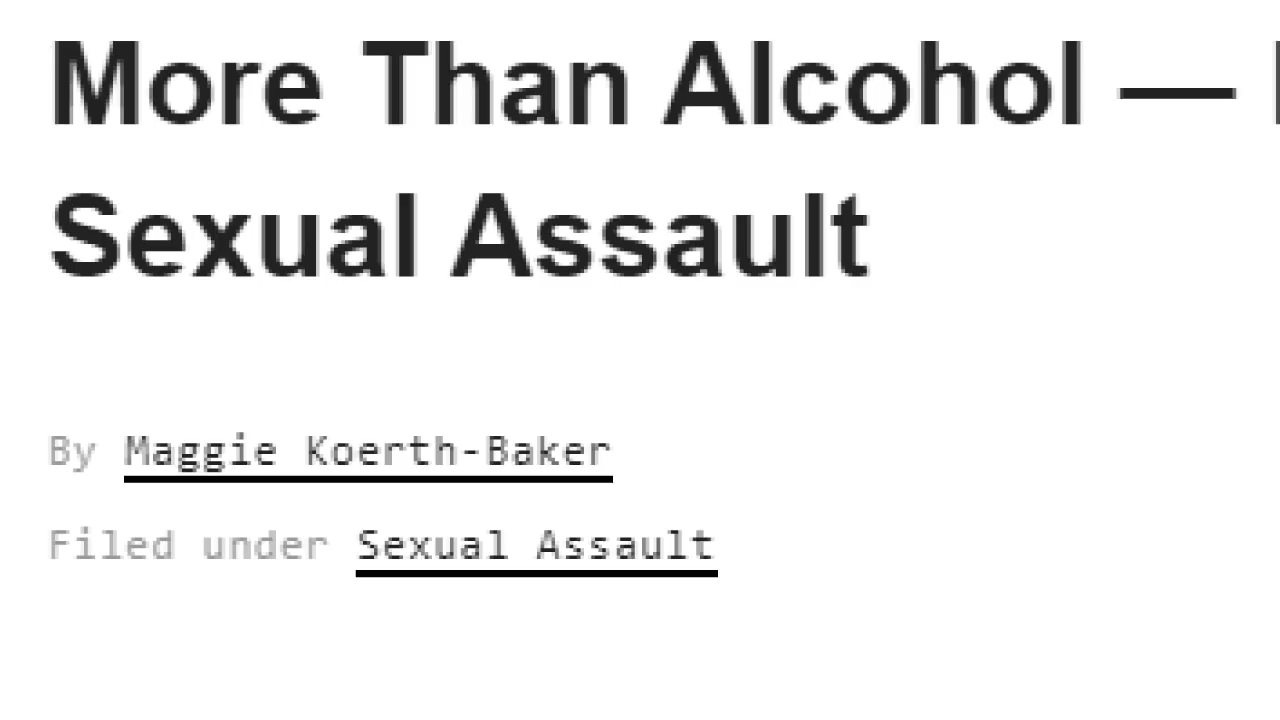 More Than Alcohol —
Sexual Assault
By Maggie Koerth-Baker
Filed under Sexual Assault